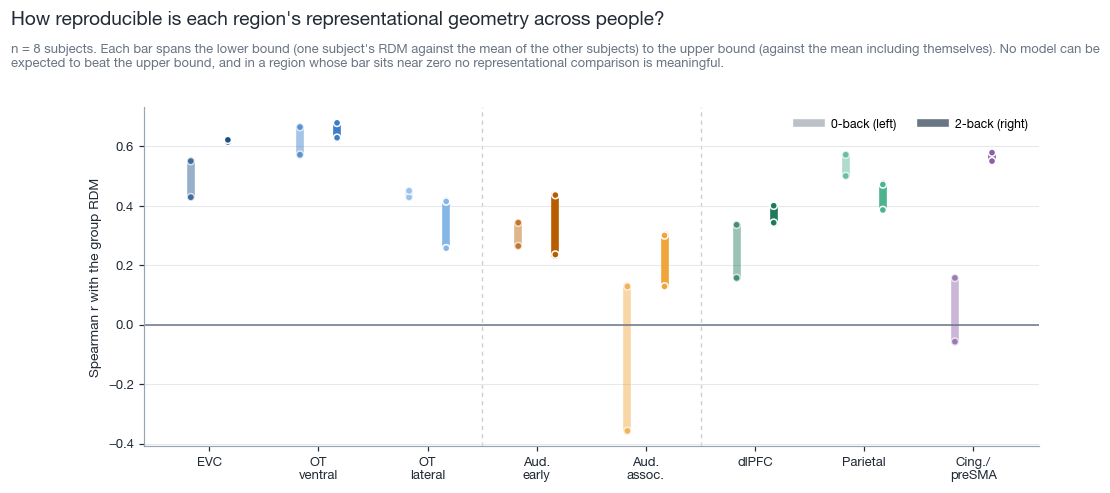 How reproducible is each region's representational geometry across people?
n = 8 subjects. Each bar spans the lower bound (one subject's RDM against the mean of the other subjects) to the upper bound (against the mean including themselves). No model can be
expected to beat the upper bound, and in a region whose bar sits near zero no representational comparison is meaningful.
0-back (left) 2-back (right)
Spearman r with the group RDM
0.6
0.4
0.2
0.0
−0.2
−0.4
EVC OT Aud. Aud. dlPFC Parietal Cing./
ventral lateral early assoc. preSMA